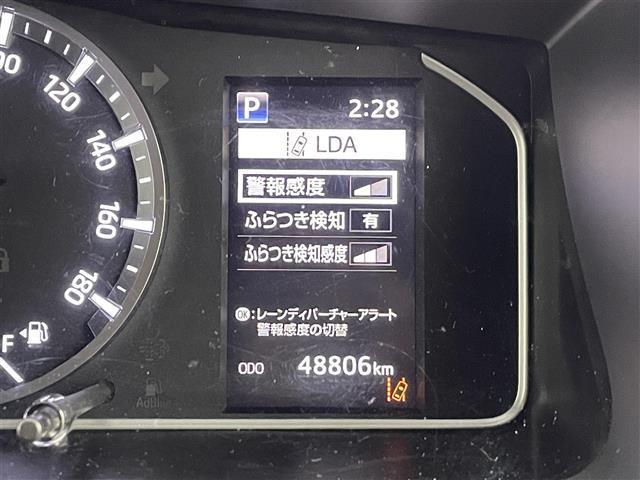 P 2:28
LDA
警報感度
ふらつき検知 有
ふらつき検知感度
OK:レーンディパーチャーアラート
警報感度の切替
ODO 48806km
120
140
160
180
F
AdBlue